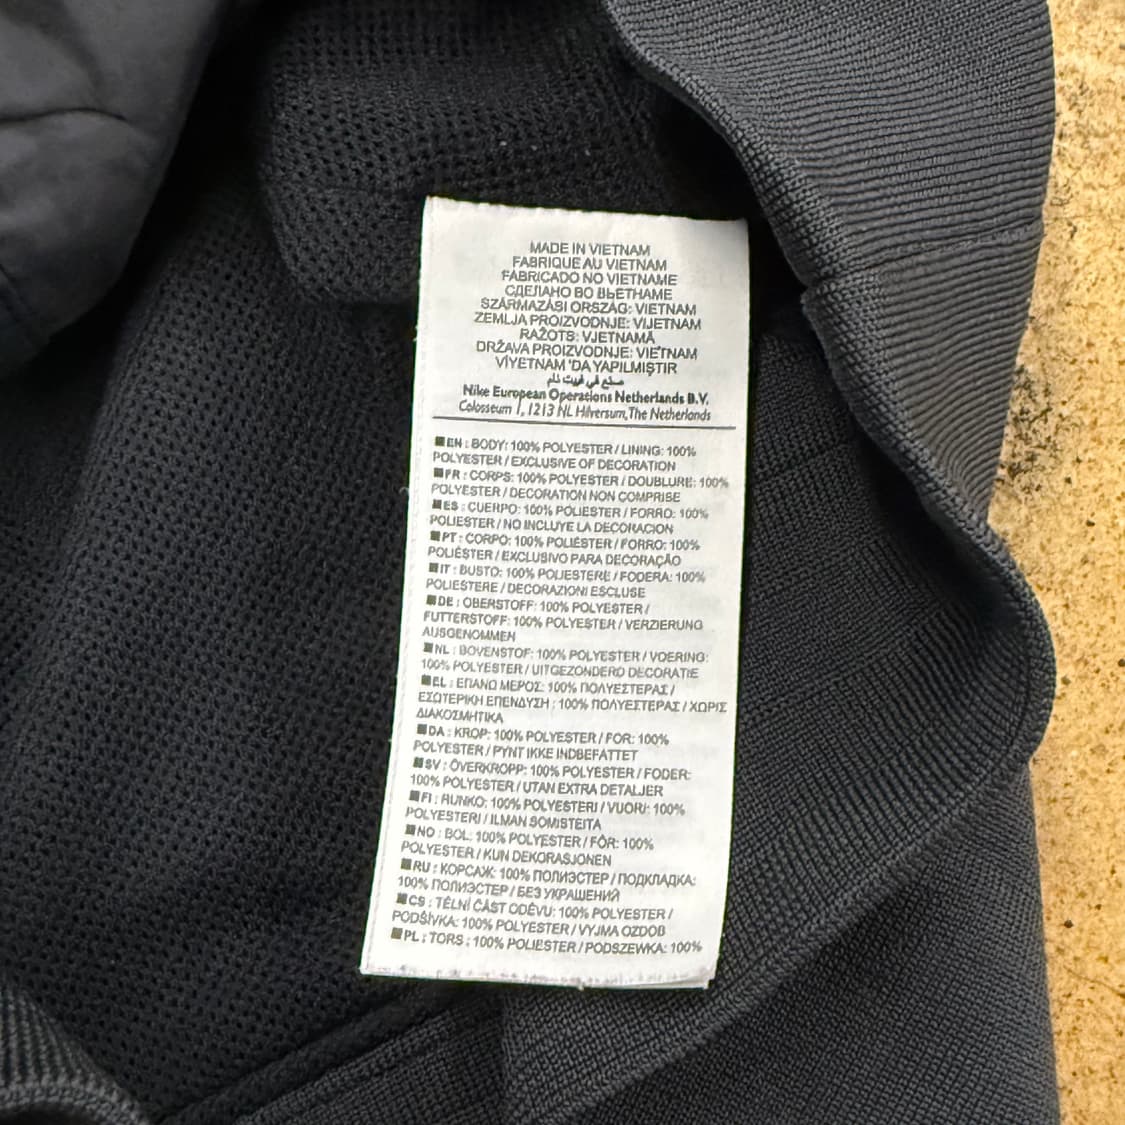 MADE IN VIETNAM
FABRIQUE AU VIETNAM
FABRICADO NO VIETNAME
СДЕЛАНО ВО ВЬЕТНАМЕ
SZÁRMAZÁSI ORSZÁG: VIETNAM
ZEMLJA PROIZVODNJE: VIJETNAM
RAŽOTS: VJETNAMĀ
DRŽAVA PROIZVODNJE: VIETNAM
VİYETNAM 'DA YAPILMIŞTIR
صنع في فيت نام
Nike European Operations Netherlands B.V.
Colosseum 1, 1213 NL Hilversum, The Netherlands
■EN : BODY: 100% POLYESTER / LINING: 100%
POLYESTER / EXCLUSIVE OF DECORATION
■FR : CORPS: 100% POLYESTER / DOUBLURE: 100%
POLYESTER / DECORATION NON COMPRISE
■ES : CUERPO: 100% POLIESTER / FORRO: 100%
POLIESTER / NO INCLUYE LA DECORACION
■PT : CORPO: 100% POLIÉSTER / FORRO: 100%
POLIÉSTER / EXCLUSIVO PARA DECORAÇÃO
■IT : BUSTO: 100% POLIESTERE / FODERA: 100%
POLIESTERE / DECORAZIONI ESCLUSE
■DE : OBERSTOFF: 100% POLYESTER /
FUTTERSTOFF: 100% POLYESTER / VERZIERUNG
AUSGENOMMEN
■NL : BOVENSTOF: 100% POLYESTER / VOERING:
100% POLYESTER / UITGEZONDERD DECORATIE
■EL : ΕΠΑΝΩ ΜΕΡΟΣ: 100% ΠΟΛΥΕΣΤΕΡΑΣ /
ΕΣΩΤΕΡΙΚΗ ΕΠΕΝΔΥΣΗ : 100% ΠΟΛΥΕΣΤΕΡΑΣ / ΧΩΡΙΣ
ΔΙΑΚΟΣΜΗΤΙΚΑ
■DA : KROP: 100% POLYESTER / FOR: 100%
POLYESTER / PYNT IKKE INDBEFATTET
■SV : ÖVERKROPP: 100% POLYESTER / FODER:
100% POLYESTER / UTAN EXTRA DETALJER
■FI : RUNKO: 100% POLYESTERI / VUORI: 100%
POLYESTERI / ILMAN SOMISTEITA
■NO : BOL: 100% POLYESTER / FÔR: 100%
POLYESTER / KUN DEKORASJONEN
■RU : КОРСАЖ: 100% ПОЛИЭСТЕР / ПОДКЛАДКА:
100% ПОЛИЭСТЕР / БЕЗ УКРАШЕНИЙ
■CS : TĚLNÍ ČÁST ODĚVU: 100% POLYESTER /
PODŠÍVKA: 100% POLYESTER / VYJMA OZDOB
■PL : TORS : 100% POLIESTER / PODSZEWKA: 100%